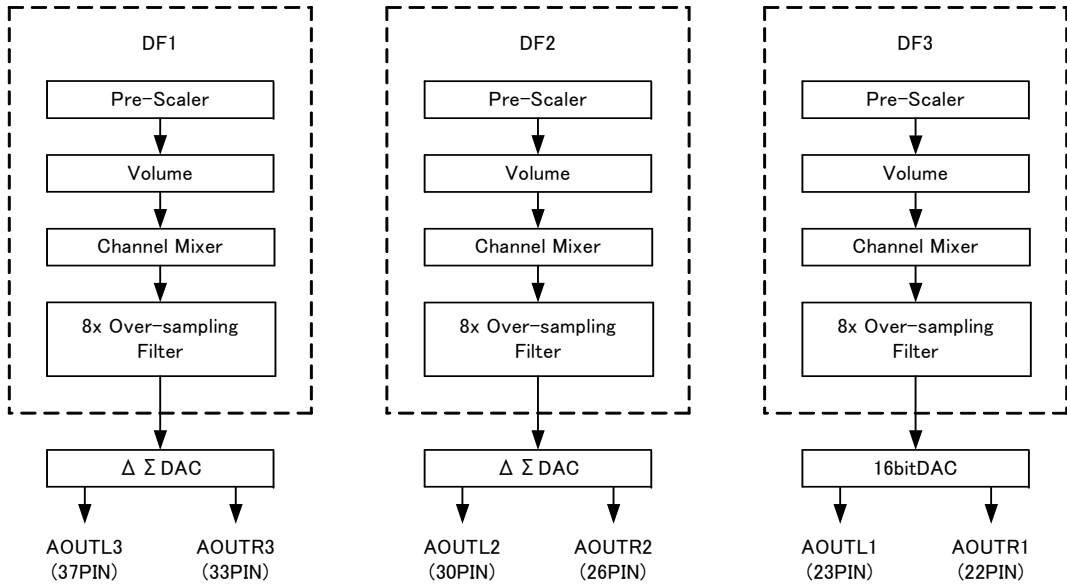 DF1
Pre-Scaler
Volume
Channel Mixer
8x Over-sampling
Filter
Δ Σ DAC
AOUTL3
(37PIN)
AOUTR3
(33PIN)
DF2
Pre-Scaler
Volume
Channel Mixer
8x Over-sampling
Filter
Δ Σ DAC
AOUTL2
(30PIN)
AOUTR2
(26PIN)
DF3
Pre-Scaler
Volume
Channel Mixer
8x Over-sampling
Filter
16bitDAC
AOUTL1
(23PIN)
AOUTR1
(22PIN)